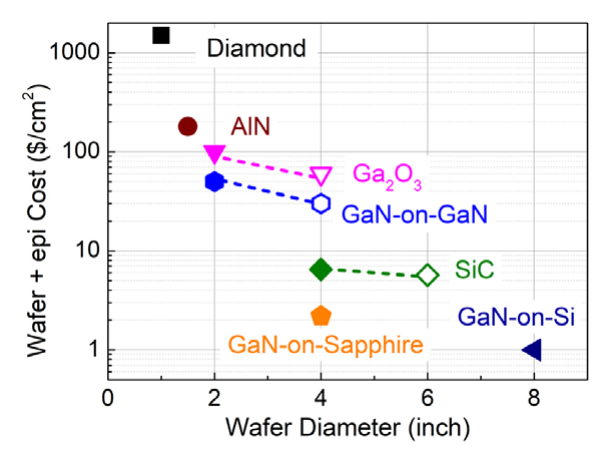 1000
Diamond
AlN
100
Ga₂O₃
GaN-on-GaN
10
SiC
GaN-on-Si
GaN-on-Sapphire
1
0 2 4 6 8
Wafer Diameter (inch)
Wafer + epi Cost ($/cm²)